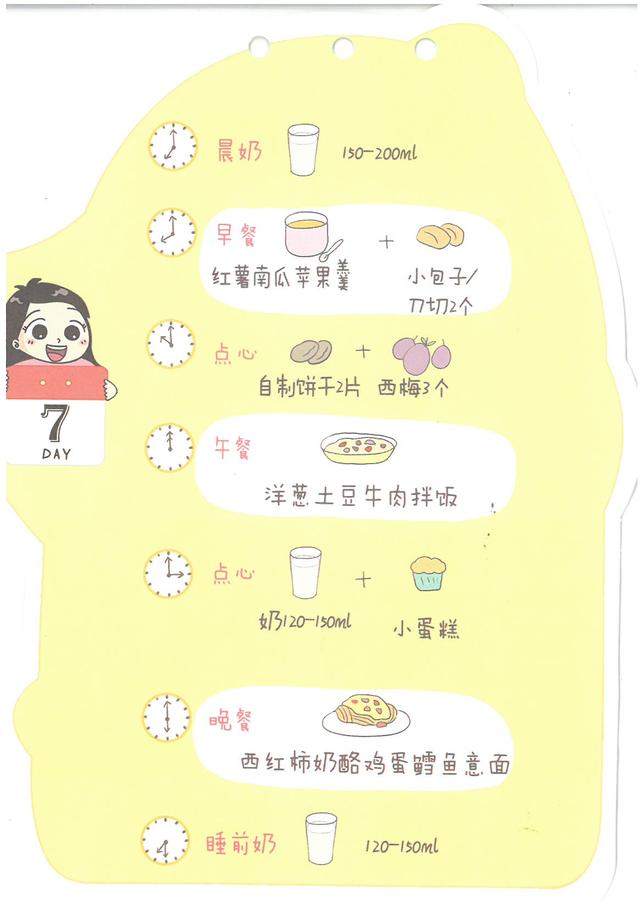 晨奶 150-200ml
早餐 +
红薯南瓜苹果羹 小包子/
刀切2个
点心 +
自制饼干2片 西梅3个
7
DAY
午餐
洋葱土豆牛肉拌饭
点心 +
奶120-150ml 小蛋糕
晚餐
西红柿奶酪鸡蛋鳕鱼意面
睡前奶 120-150ml